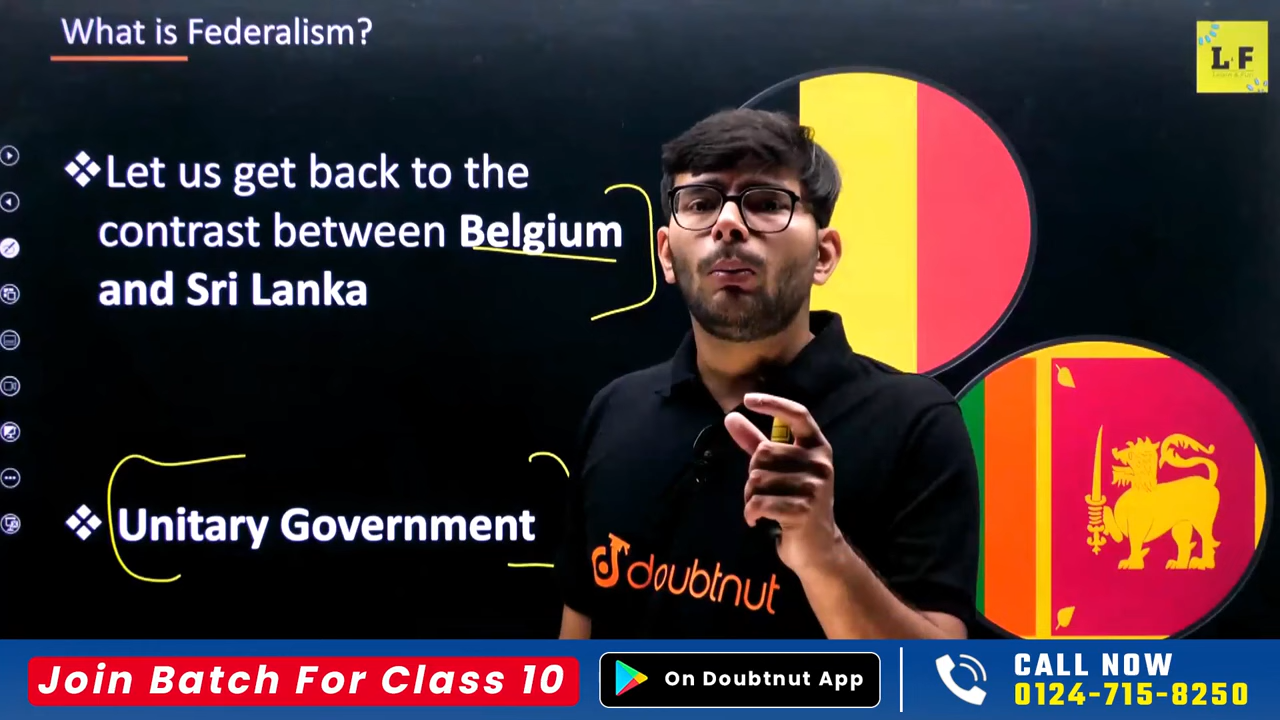 What is Federalism?
L F
❖Let us get back to the
contrast between Belgium
and Sri Lanka
❖ Unitary Government
doubtnut
Join Batch For Class 10
On Doubtnut App
CALL NOW
0124-715-8250